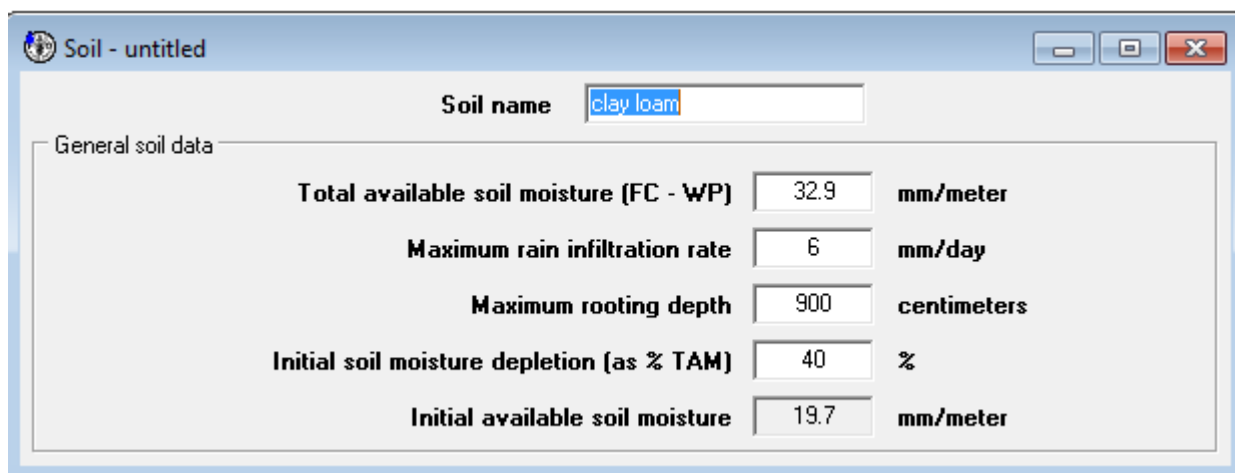 Soil - untitled
Soil name clay loam
General soil data
Total available soil moisture (FC - WP) 32.9 mm/meter
Maximum rain infiltration rate 6 mm/day
Maximum rooting depth 900 centimeters
Initial soil moisture depletion (as % TAM) 40 %
Initial available soil moisture 19.7 mm/meter